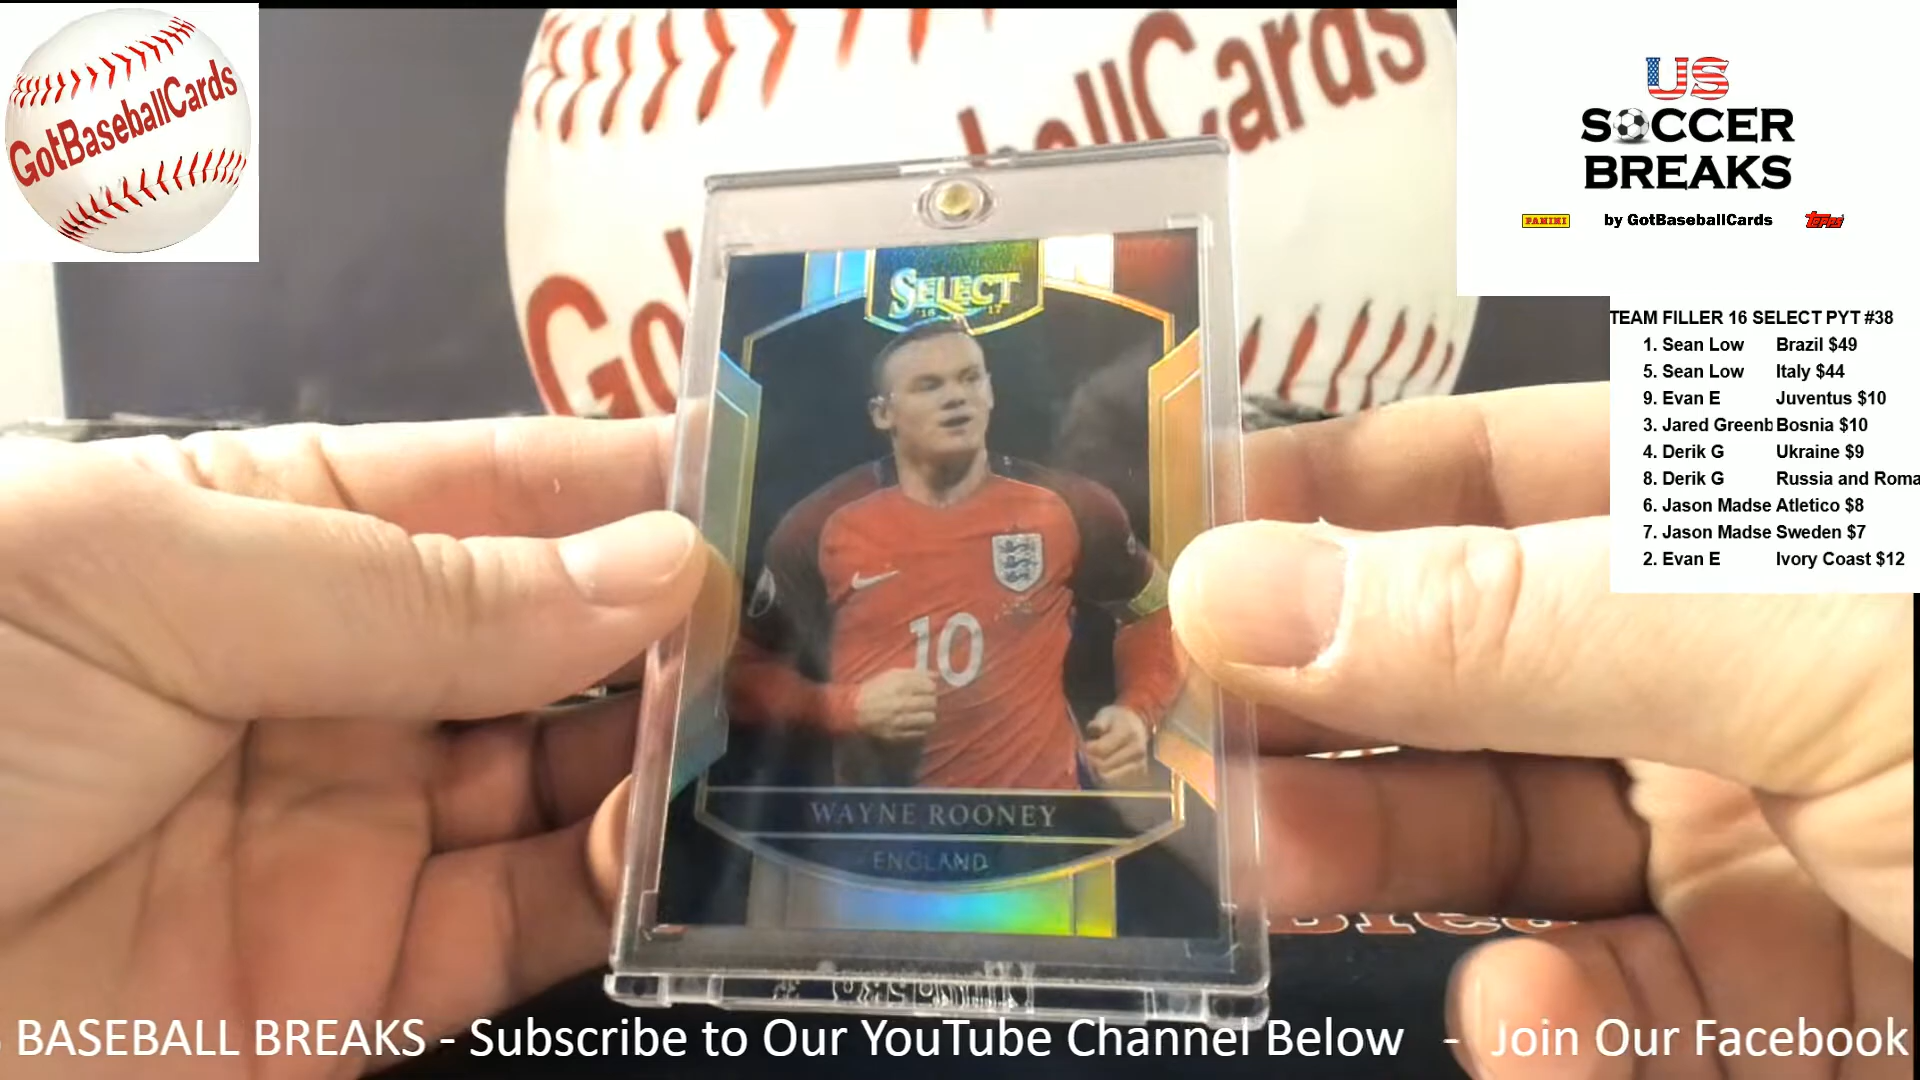 GotBaseballCards
ballCards
Got
US
SOCCER
BREAKS
PANINI
by GotBaseballCards
TOPPS
SELECT
16 17
10
WAYNE ROONEY
ENGLAND
TEAM FILLER 16 SELECT PYT #38
1. Sean Low Brazil $49
5. Sean Low Italy $44
9. Evan E Juventus $10
3. Jared Greenb Bosnia $10
4. Derik G Ukraine $9
8. Derik G Russia and Roma
6. Jason Madse Atletico $8
7. Jason Madse Sweden $7
2. Evan E Ivory Coast $12
BASEBALL BREAKS - Subscribe to Our YouTube Channel Below - Join Our Facebook